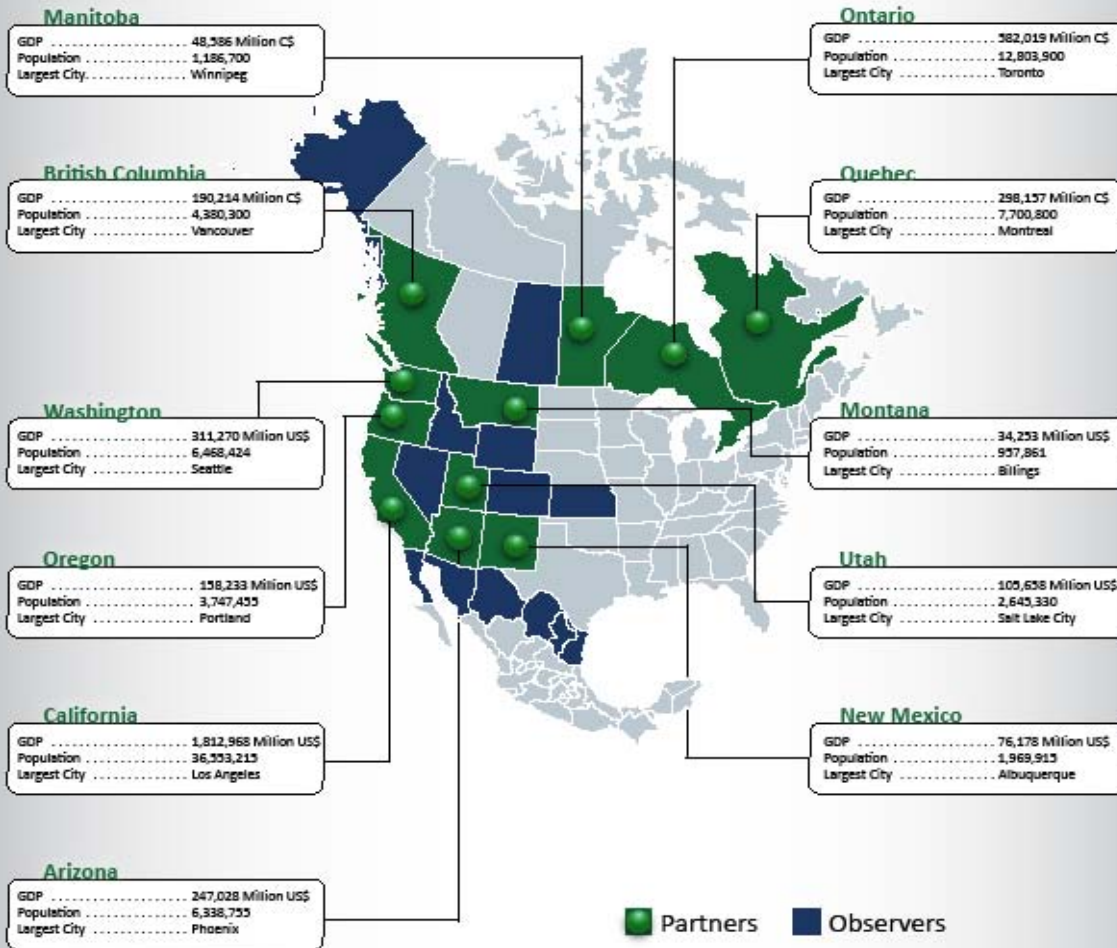 Manitoba
GDP .................... 48,586 Million C$
Population .............. 1,186,700
Largest City.............. Winnipeg
British Columbia
GDP .................... 190,214 Million C$
Population .............. 4,380,300
Largest City ............. Vancouver
Washington
GDP .................... 311,270 Million US$
Population .............. 6,468,424
Largest City ............. Seattle
Oregon
GDP .................... 158,233 Million US$
Population .............. 3,747,455
Largest City ............. Portland
California
GDP .................... 1,812,968 Million US$
Population .............. 36,553,215
Largest City ............. Los Angeles
Arizona
GDP .................... 247,028 Million US$
Population .............. 6,338,755
Largest City ............. Phoenix
Ontario
GDP .................... 582,019 Million C$
Population .............. 12,803,900
Largest City ............. Toronto
Quebec
GDP .................... 298,157 Million C$
Population .............. 7,700,800
Largest City ............. Montreal
Montana
GDP .................... 34,253 Million US$
Population .............. 957,861
Largest City ............. Billings
Utah
GDP .................... 105,658 Million US$
Population .............. 2,645,330
Largest City ............. Salt Lake City
New Mexico
GDP .................... 76,178 Million US$
Population .............. 1,969,915
Largest City ............. Albuquerque
Partners
Observers